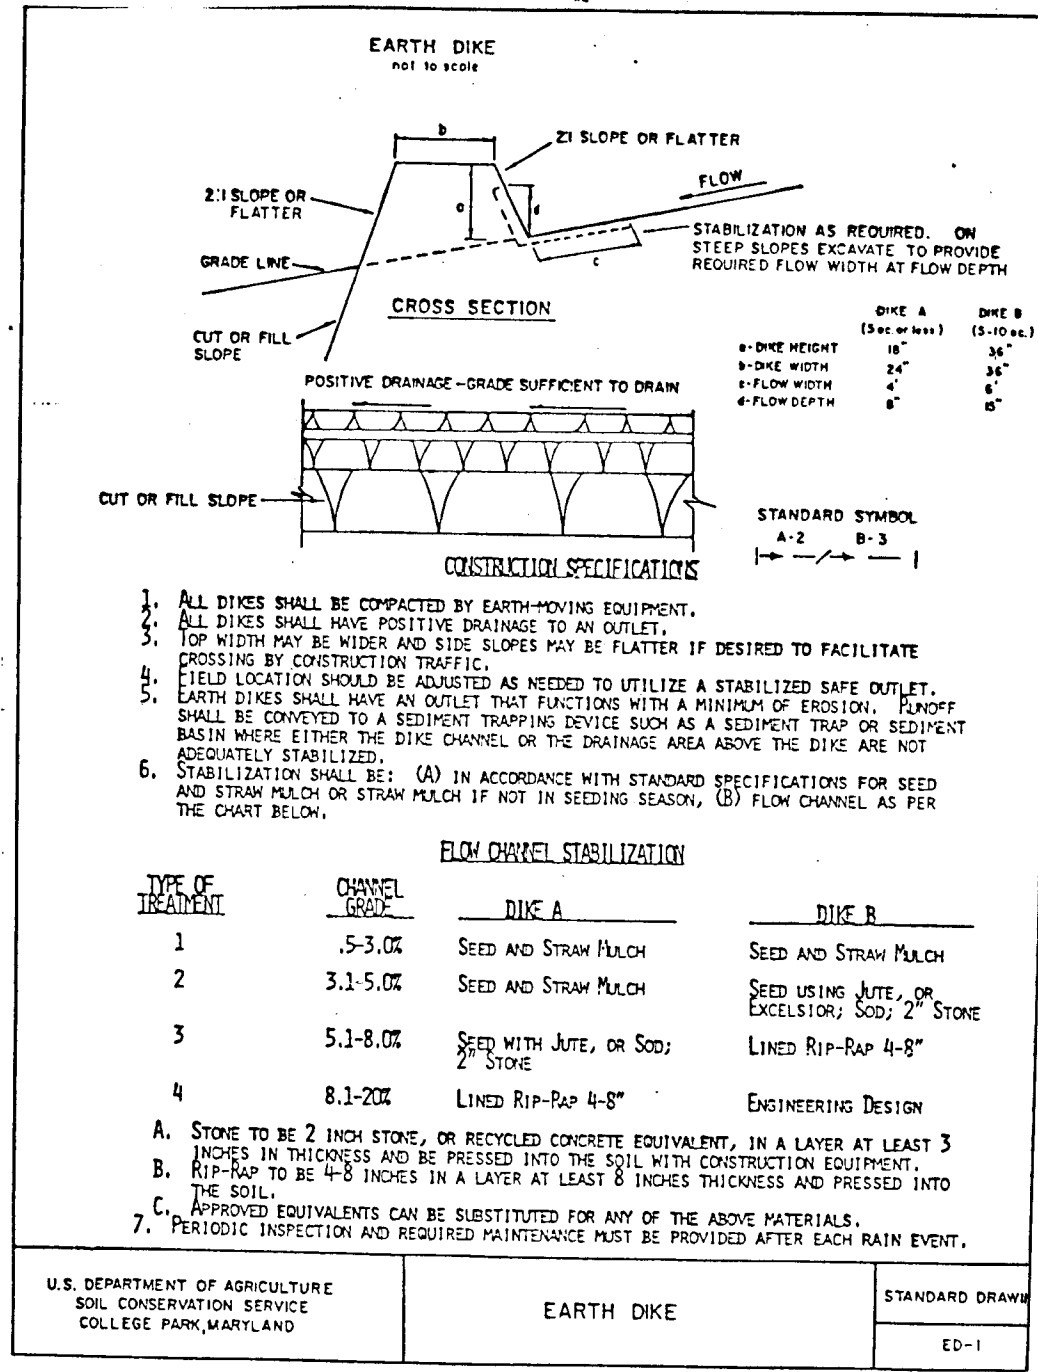 EARTH DIKE
not to scale
b
2:1 SLOPE OR FLATTER
FLOW
2:1 SLOPE OR
FLATTER
a
d
STABILIZATION AS REQUIRED. ON
STEEP SLOPES EXCAVATE TO PROVIDE
REQUIRED FLOW WIDTH AT FLOW DEPTH
GRADE LINE
c
CROSS SECTION
CUT OR FILL
SLOPE
DIKE A DIKE B
(5 ac. or less) (5-10 ac.)
a-DIKE HEIGHT 18" 36"
b-DIKE WIDTH 24" 36"
c-FLOW WIDTH 4' 6'
d-FLOW DEPTH 8" 15"
POSITIVE DRAINAGE-GRADE SUFFICIENT TO DRAIN
CUT OR FILL SLOPE
STANDARD SYMBOL
A-2 B-3
CONSTRUCTION SPECIFICATIONS
1. ALL DIKES SHALL BE COMPACTED BY EARTH-MOVING EQUIPMENT.
2. ALL DIKES SHALL HAVE POSITIVE DRAINAGE TO AN OUTLET.
3. TOP WIDTH MAY BE WIDER AND SIDE SLOPES MAY BE FLATTER IF DESIRED TO FACILITATE
CROSSING BY CONSTRUCTION TRAFFIC.
4. FIELD LOCATION SHOULD BE ADJUSTED AS NEEDED TO UTILIZE A STABILIZED SAFE OUTLET.
5. EARTH DIKES SHALL HAVE AN OUTLET THAT FUNCTIONS WITH A MINIMUM OF EROSION. RUNOFF
SHALL BE CONVEYED TO A SEDIMENT TRAPPING DEVICE SUCH AS A SEDIMENT TRAP OR SEDIMENT
BASIN WHERE EITHER THE DIKE CHANNEL OR THE DRAINAGE AREA ABOVE THE DIKE ARE NOT
ADEQUATELY STABILIZED.
6. STABILIZATION SHALL BE: (A) IN ACCORDANCE WITH STANDARD SPECIFICATIONS FOR SEED
AND STRAW MULCH OR STRAW MULCH IF NOT IN SEEDING SEASON, (B) FLOW CHANNEL AS PER
THE CHART BELOW.
FLOW CHANNEL STABILIZATION
TYPE OF
TREATMENT CHANNEL
GRADE DIKE A DIKE B
1 .5-3.0% SEED AND STRAW MULCH SEED AND STRAW MULCH
2 3.1-5.0% SEED AND STRAW MULCH SEED USING JUTE, OR
EXCELSIOR; SOD; 2" STONE
3 5.1-8.0% SEED WITH JUTE, OR SOD; LINED RIP-RAP 4-8"
2" STONE
4 8.1-20% LINED RIP-RAP 4-8" ENGINEERING DESIGN
A. STONE TO BE 2 INCH STONE, OR RECYCLED CONCRETE EQUIVALENT, IN A LAYER AT LEAST 3
INCHES IN THICKNESS AND BE PRESSED INTO THE SOIL WITH CONSTRUCTION EQUIPMENT.
B. RIP-RAP TO BE 4-8 INCHES IN A LAYER AT LEAST 8 INCHES THICKNESS AND PRESSED INTO
THE SOIL.
C. APPROVED EQUIVALENTS CAN BE SUBSTITUTED FOR ANY OF THE ABOVE MATERIALS.
7. PERIODIC INSPECTION AND REQUIRED MAINTENANCE MUST BE PROVIDED AFTER EACH RAIN EVENT.
U.S. DEPARTMENT OF AGRICULTURE
SOIL CONSERVATION SERVICE
COLLEGE PARK, MARYLAND
EARTH DIKE
STANDARD DRAW
ED-1